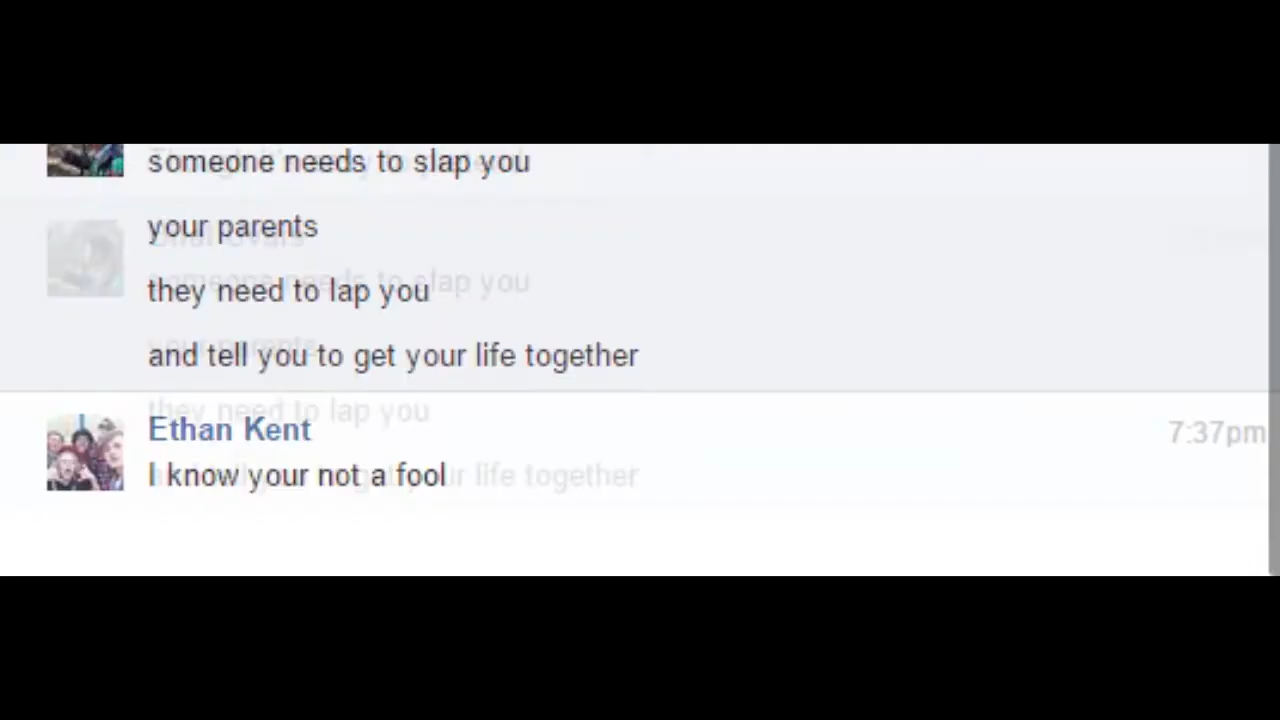 someone needs to slap you
your parents
they need to lap you
and tell you to get your life together
Ethan Kent
7:37pm
I know your not a fool